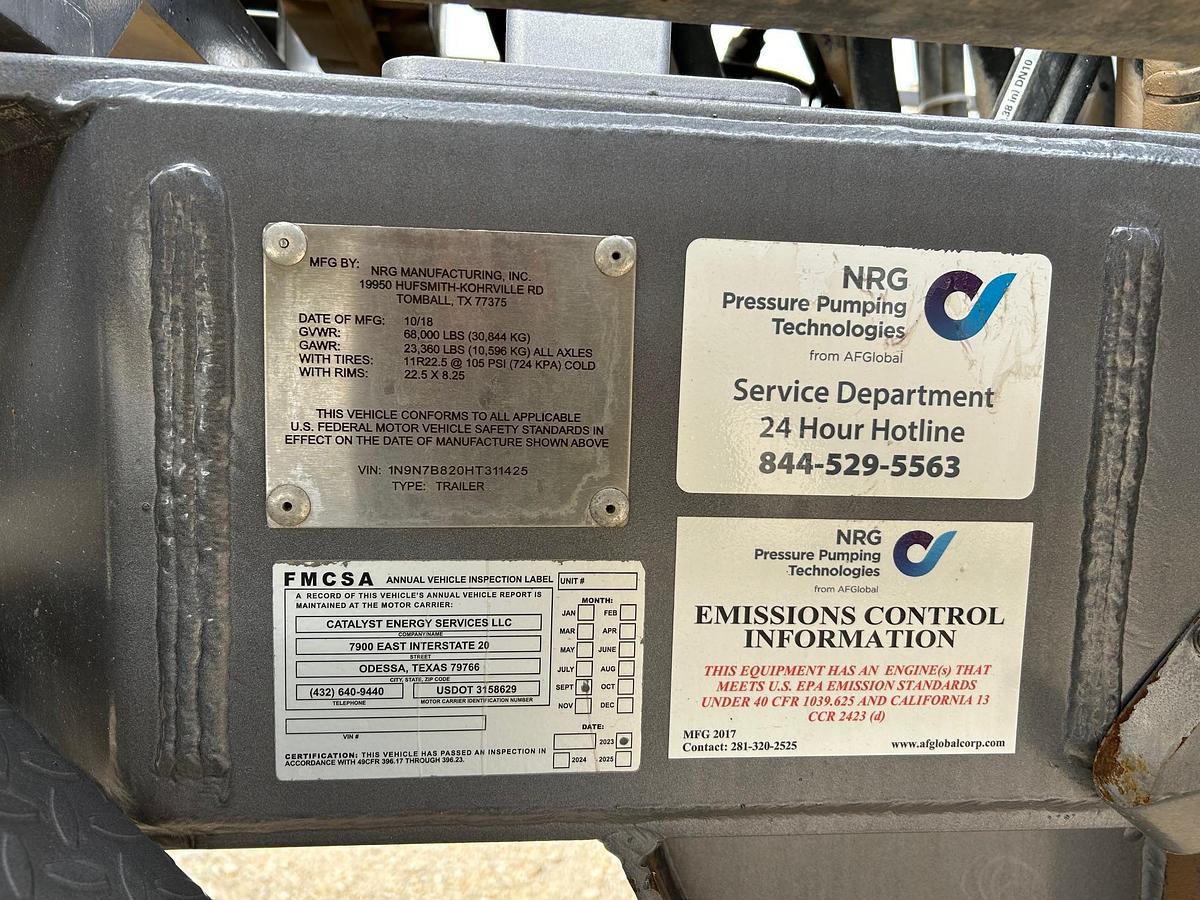 .38 in) DN10
MFG BY: NRG MANUFACTURING, INC.
19950 HUFSMITH-KOHRVILLE RD
TOMBALL, TX 77375
DATE OF MFG: 10/18
GVWR: 68,000 LBS (30,844 KG)
GAWR: 23,360 LBS (10,596 KG) ALL AXLES
WITH TIRES: 11R22.5 @ 105 PSI (724 KPA) COLD
WITH RIMS: 22.5 X 8.25
THIS VEHICLE CONFORMS TO ALL APPLICABLE
U.S. FEDERAL MOTOR VEHICLE SAFETY STANDARDS IN
EFFECT ON THE DATE OF MANUFACTURE SHOWN ABOVE
VIN: 1N9N7B820HT311425
TYPE: TRAILER
NRG
Pressure Pumping
Technologies
from AFGlobal
Service Department
24 Hour Hotline
844-529-5563
FMCSA ANNUAL VEHICLE INSPECTION LABEL UNIT #
A RECORD OF THIS VEHICLE'S ANNUAL VEHICLE REPORT IS
MAINTAINED AT THE MOTOR CARRIER:
CATALYST ENERGY SERVICES LLC
COMPANY/NAME
7900 EAST INTERSTATE 20
STREET
ODESSA, TEXAS 79766
CITY, STATE, ZIP CODE
(432) 640-9440 USDOT 3158629
TELEPHONE MOTOR CARRIER IDENTIFICATION NUMBER
VIN #
CERTIFICATION: THIS VEHICLE HAS PASSED AN INSPECTION IN
ACCORDANCE WITH 49CFR 396.17 THROUGH 396.23.
MONTH:
JAN FEB
MAR APR
MAY JUNE
JULY AUG
SEPT OCT
NOV DEC
DATE:
2023
2024 2025
NRG
Pressure Pumping
Technologies
from AFGlobal
EMISSIONS CONTROL
INFORMATION
THIS EQUIPMENT HAS AN ENGINE(s) THAT
MEETS U.S. EPA EMISSION STANDARDS
UNDER 40 CFR 1039.625 AND CALIFORNIA 13
CCR 2423 (d)
MFG 2017
Contact: 281-320-2525 www.afglobalcorp.com